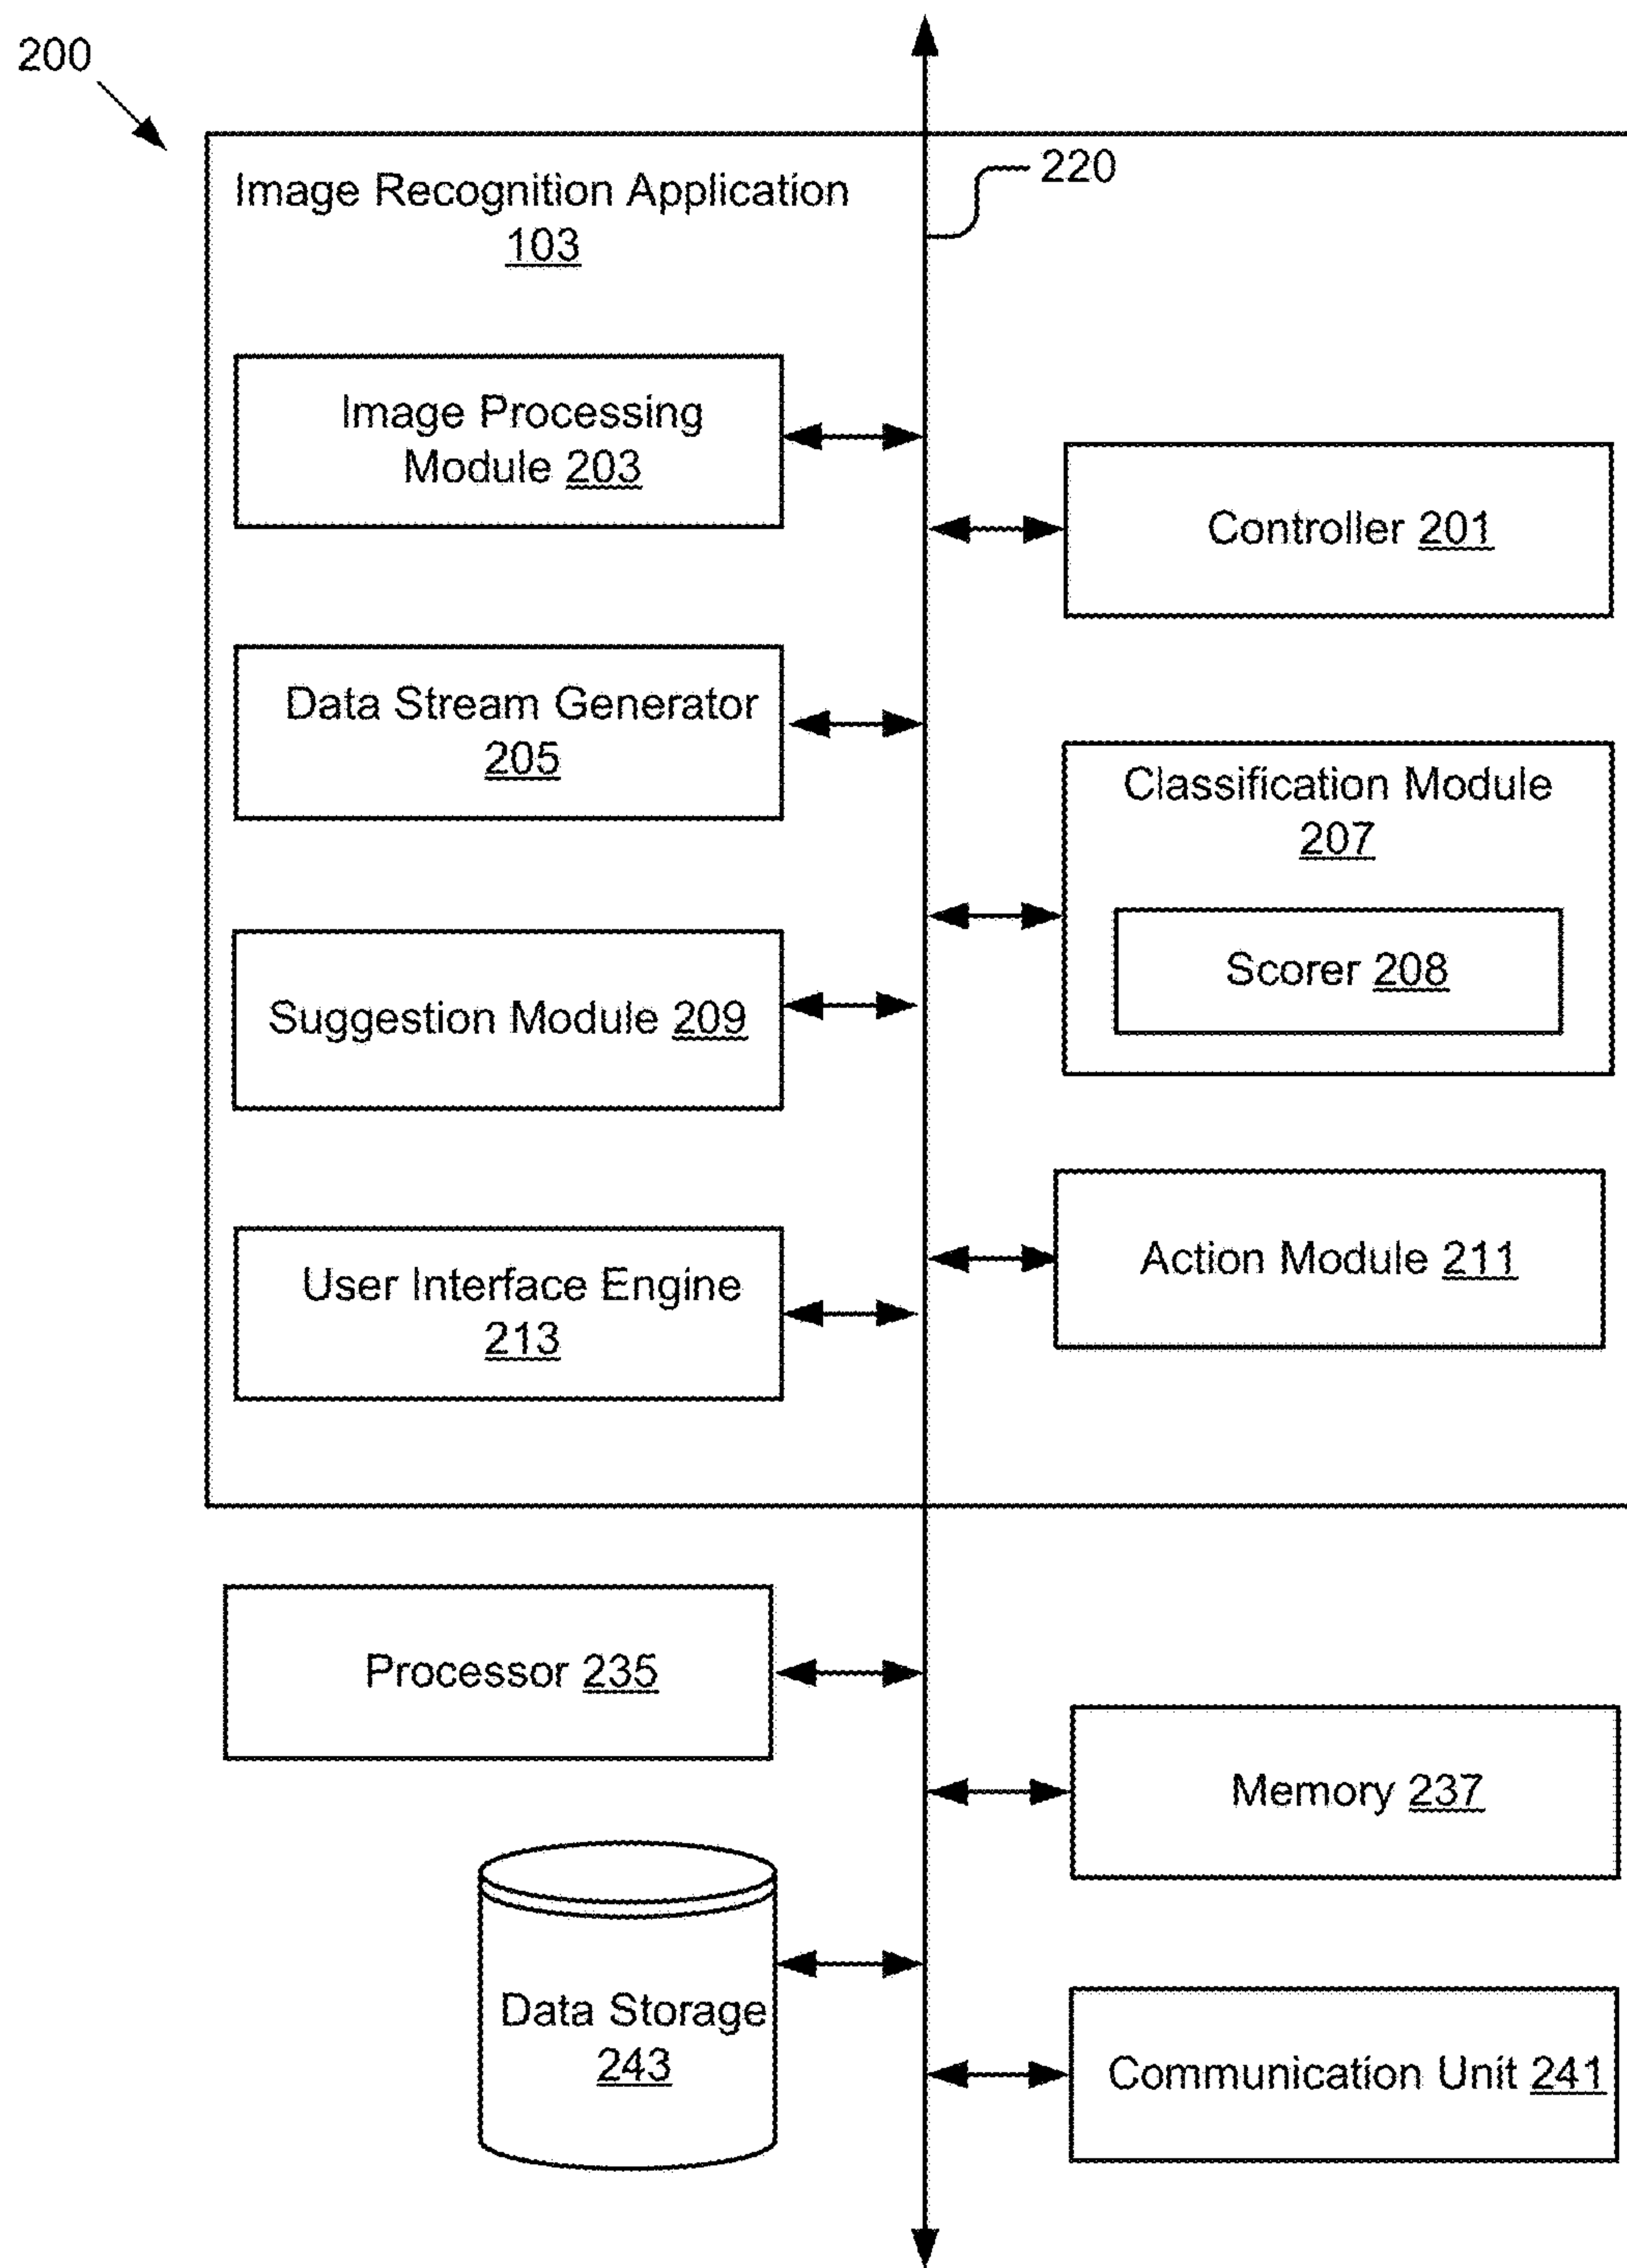 200
220
Image Recognition Application
103
Image Processing
Module 203
Controller 201
Data Stream Generator
205
Classification Module
207
Scorer 208
Suggestion Module 209
Action Module 211
User Interface Engine
213
Processor 235
Memory 237
Data Storage
243
Communication Unit 241